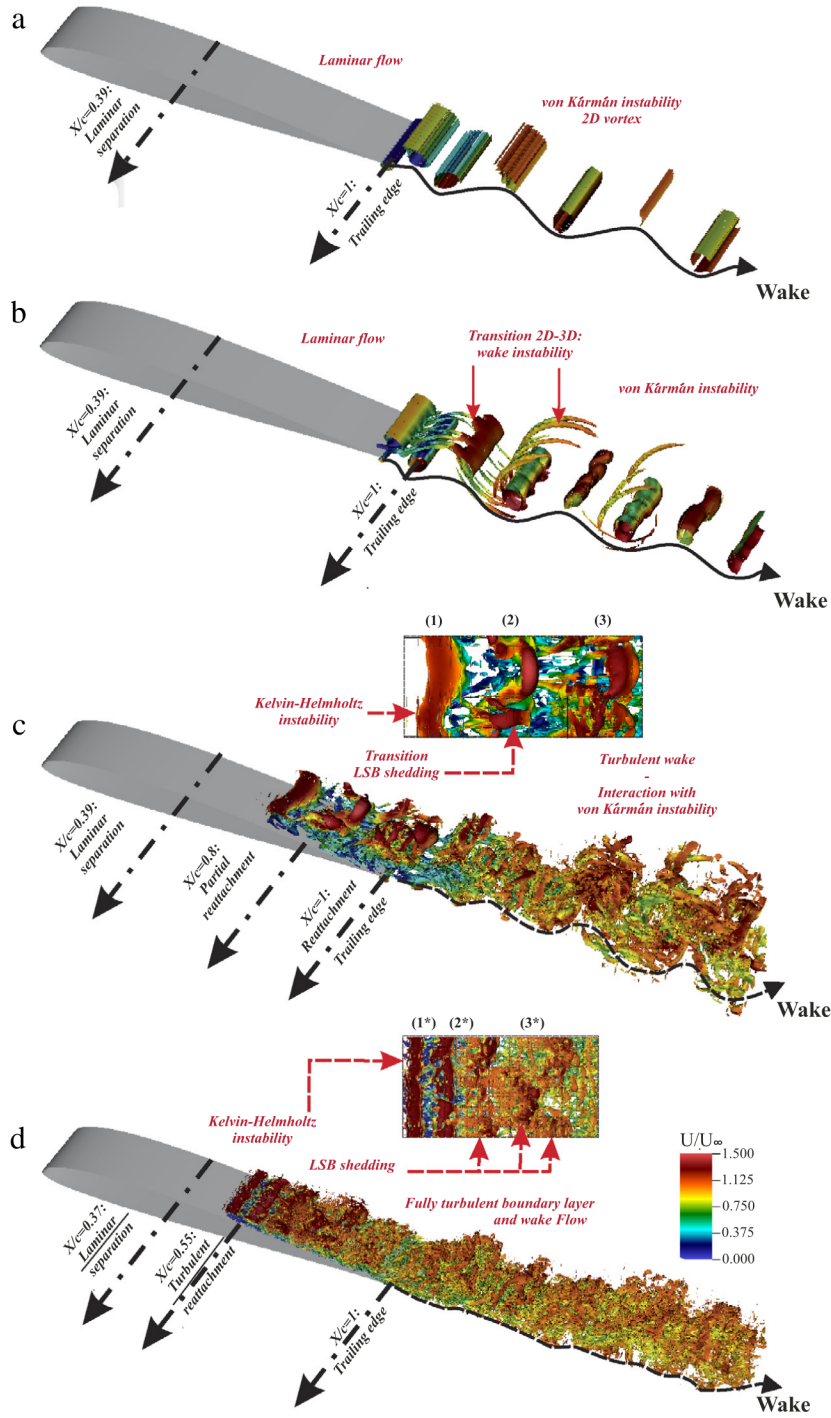 a
Laminar flow
von Kármán instability
2D vortex
X/c=0.39:
Laminar
separation
X/c=1:
Trailing edge
Wake
b
Laminar flow
Transition 2D-3D:
wake instability
von Kármán instability
X/c=0.39:
Laminar
separation
X/c=1:
Trailing edge
Wake
(1) (2) (3)
Kelvin-Helmholtz
instability
c
Transition
LSB shedding
Turbulent wake
-
Interaction with
von Kármán instability
X/c=0.39:
Laminar
separation
X/c=0.8:
Partial
reattachment
X/c=1:
Reattachment
Trailing edge
Wake
(1*) (2*) (3*)
Kelvin-Helmholtz
instability
d
LSB shedding
Fully turbulent boundary layer
and wake Flow
U/U∞
1.500
1.125
0.750
0.375
0.000
X/c=0.37:
Laminar
separation
X/c=0.55:
Turbulent
reattachment
X/c=1:
Trailing edge
Wake